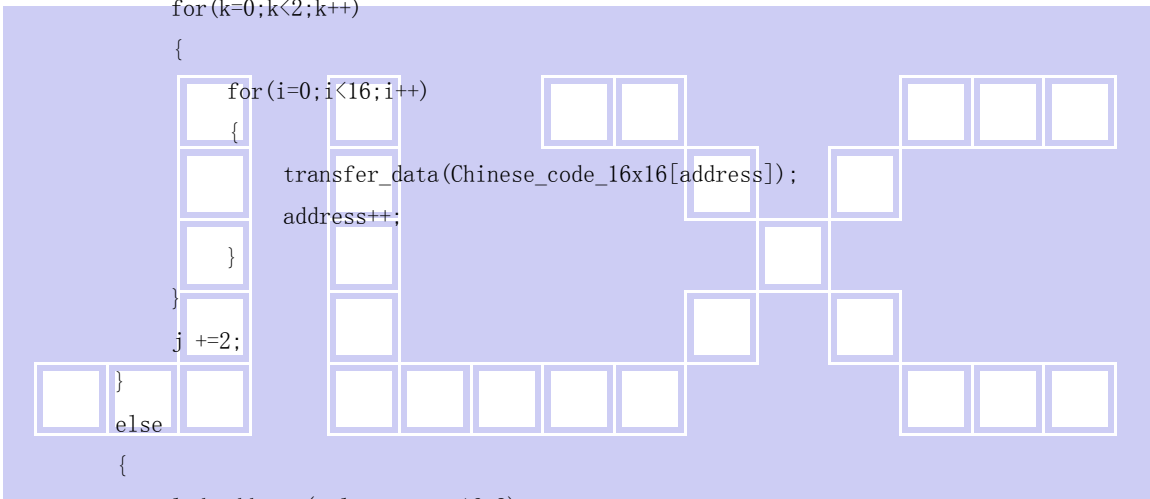 for(k=0;k<2;k++)
{
for(i=0;i<16;i++)
{
transfer_data(Chinese_code_16x16[address]);
address++;
}
}
j +=2;
}
else
{